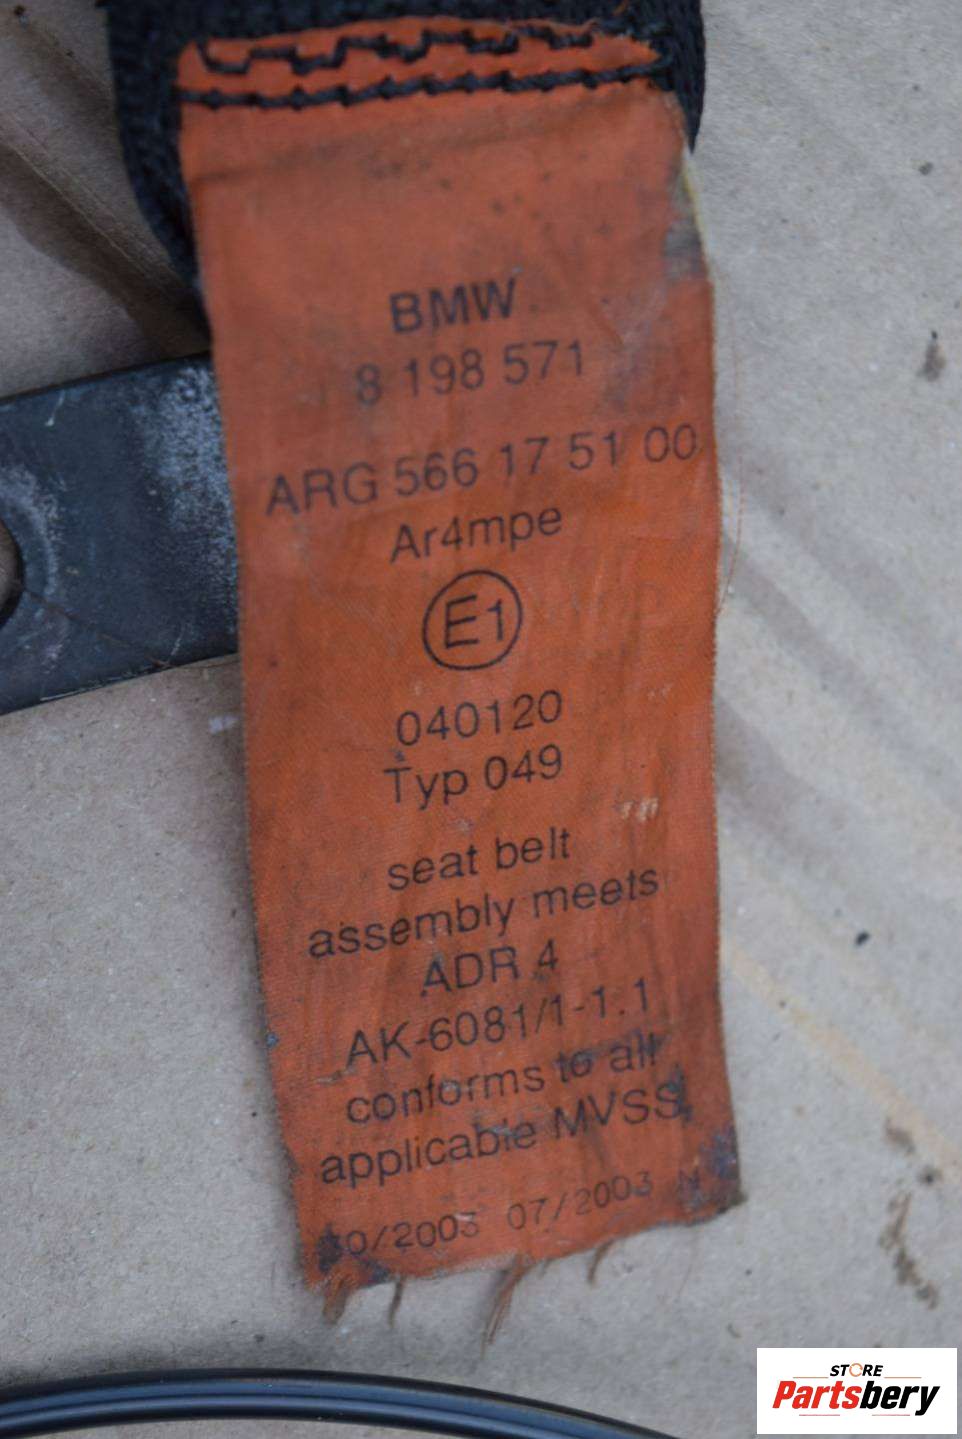 BMW
8 198 571
ARG 566 17 51 00
Ar4mpe
E1
040120
Typ 049
seat belt
assembly meets
ADR 4
AK-6081/1-1.1
conforms to all
applicable MVSS
07/2003
STORE
Partsbery